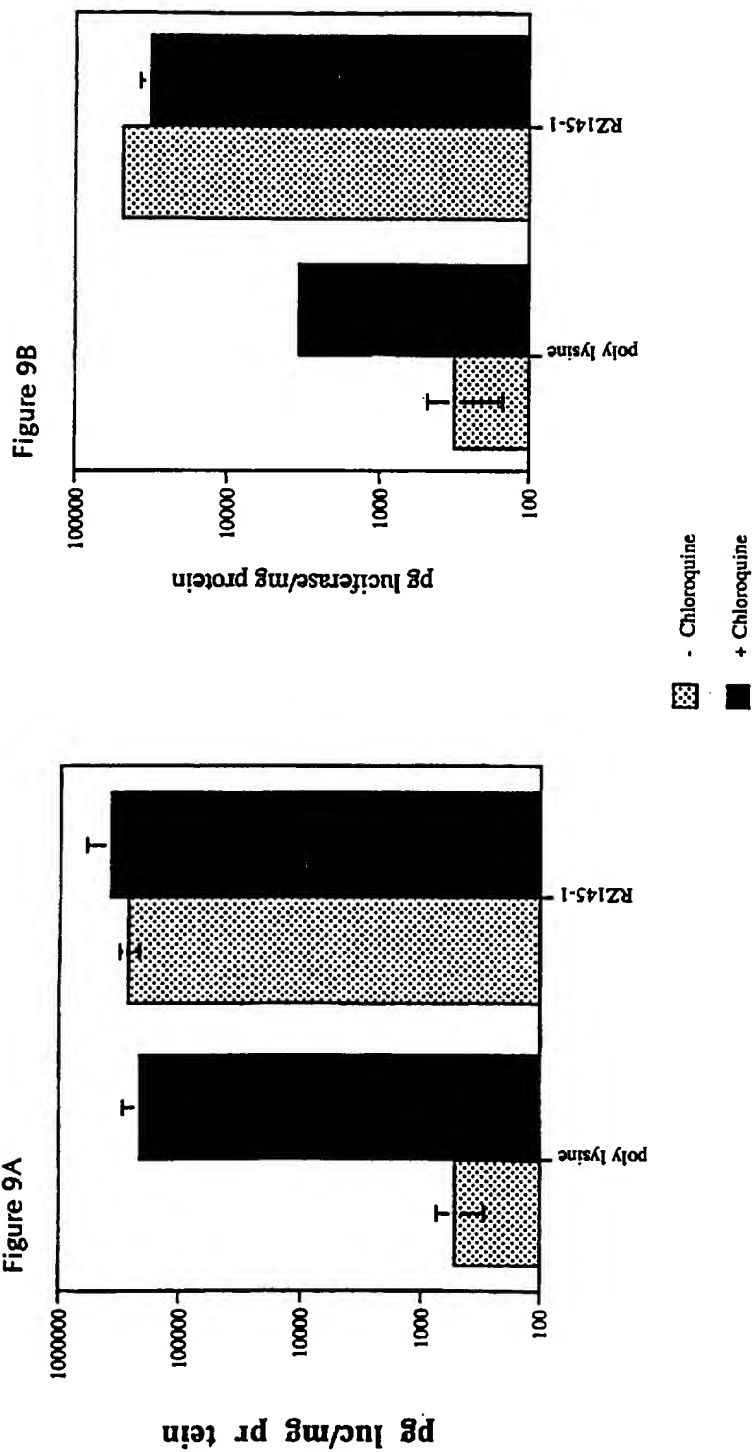 Figure 9A
pg luc/mg pr tein
1000000
100000
10000
1000
100
poly lysine
RZ145-1
Figure 9B
pg luciferase/mg protein
100000
10000
1000
100
poly lysine
RZ145-1
- Chloroquine
+ Chloroquine